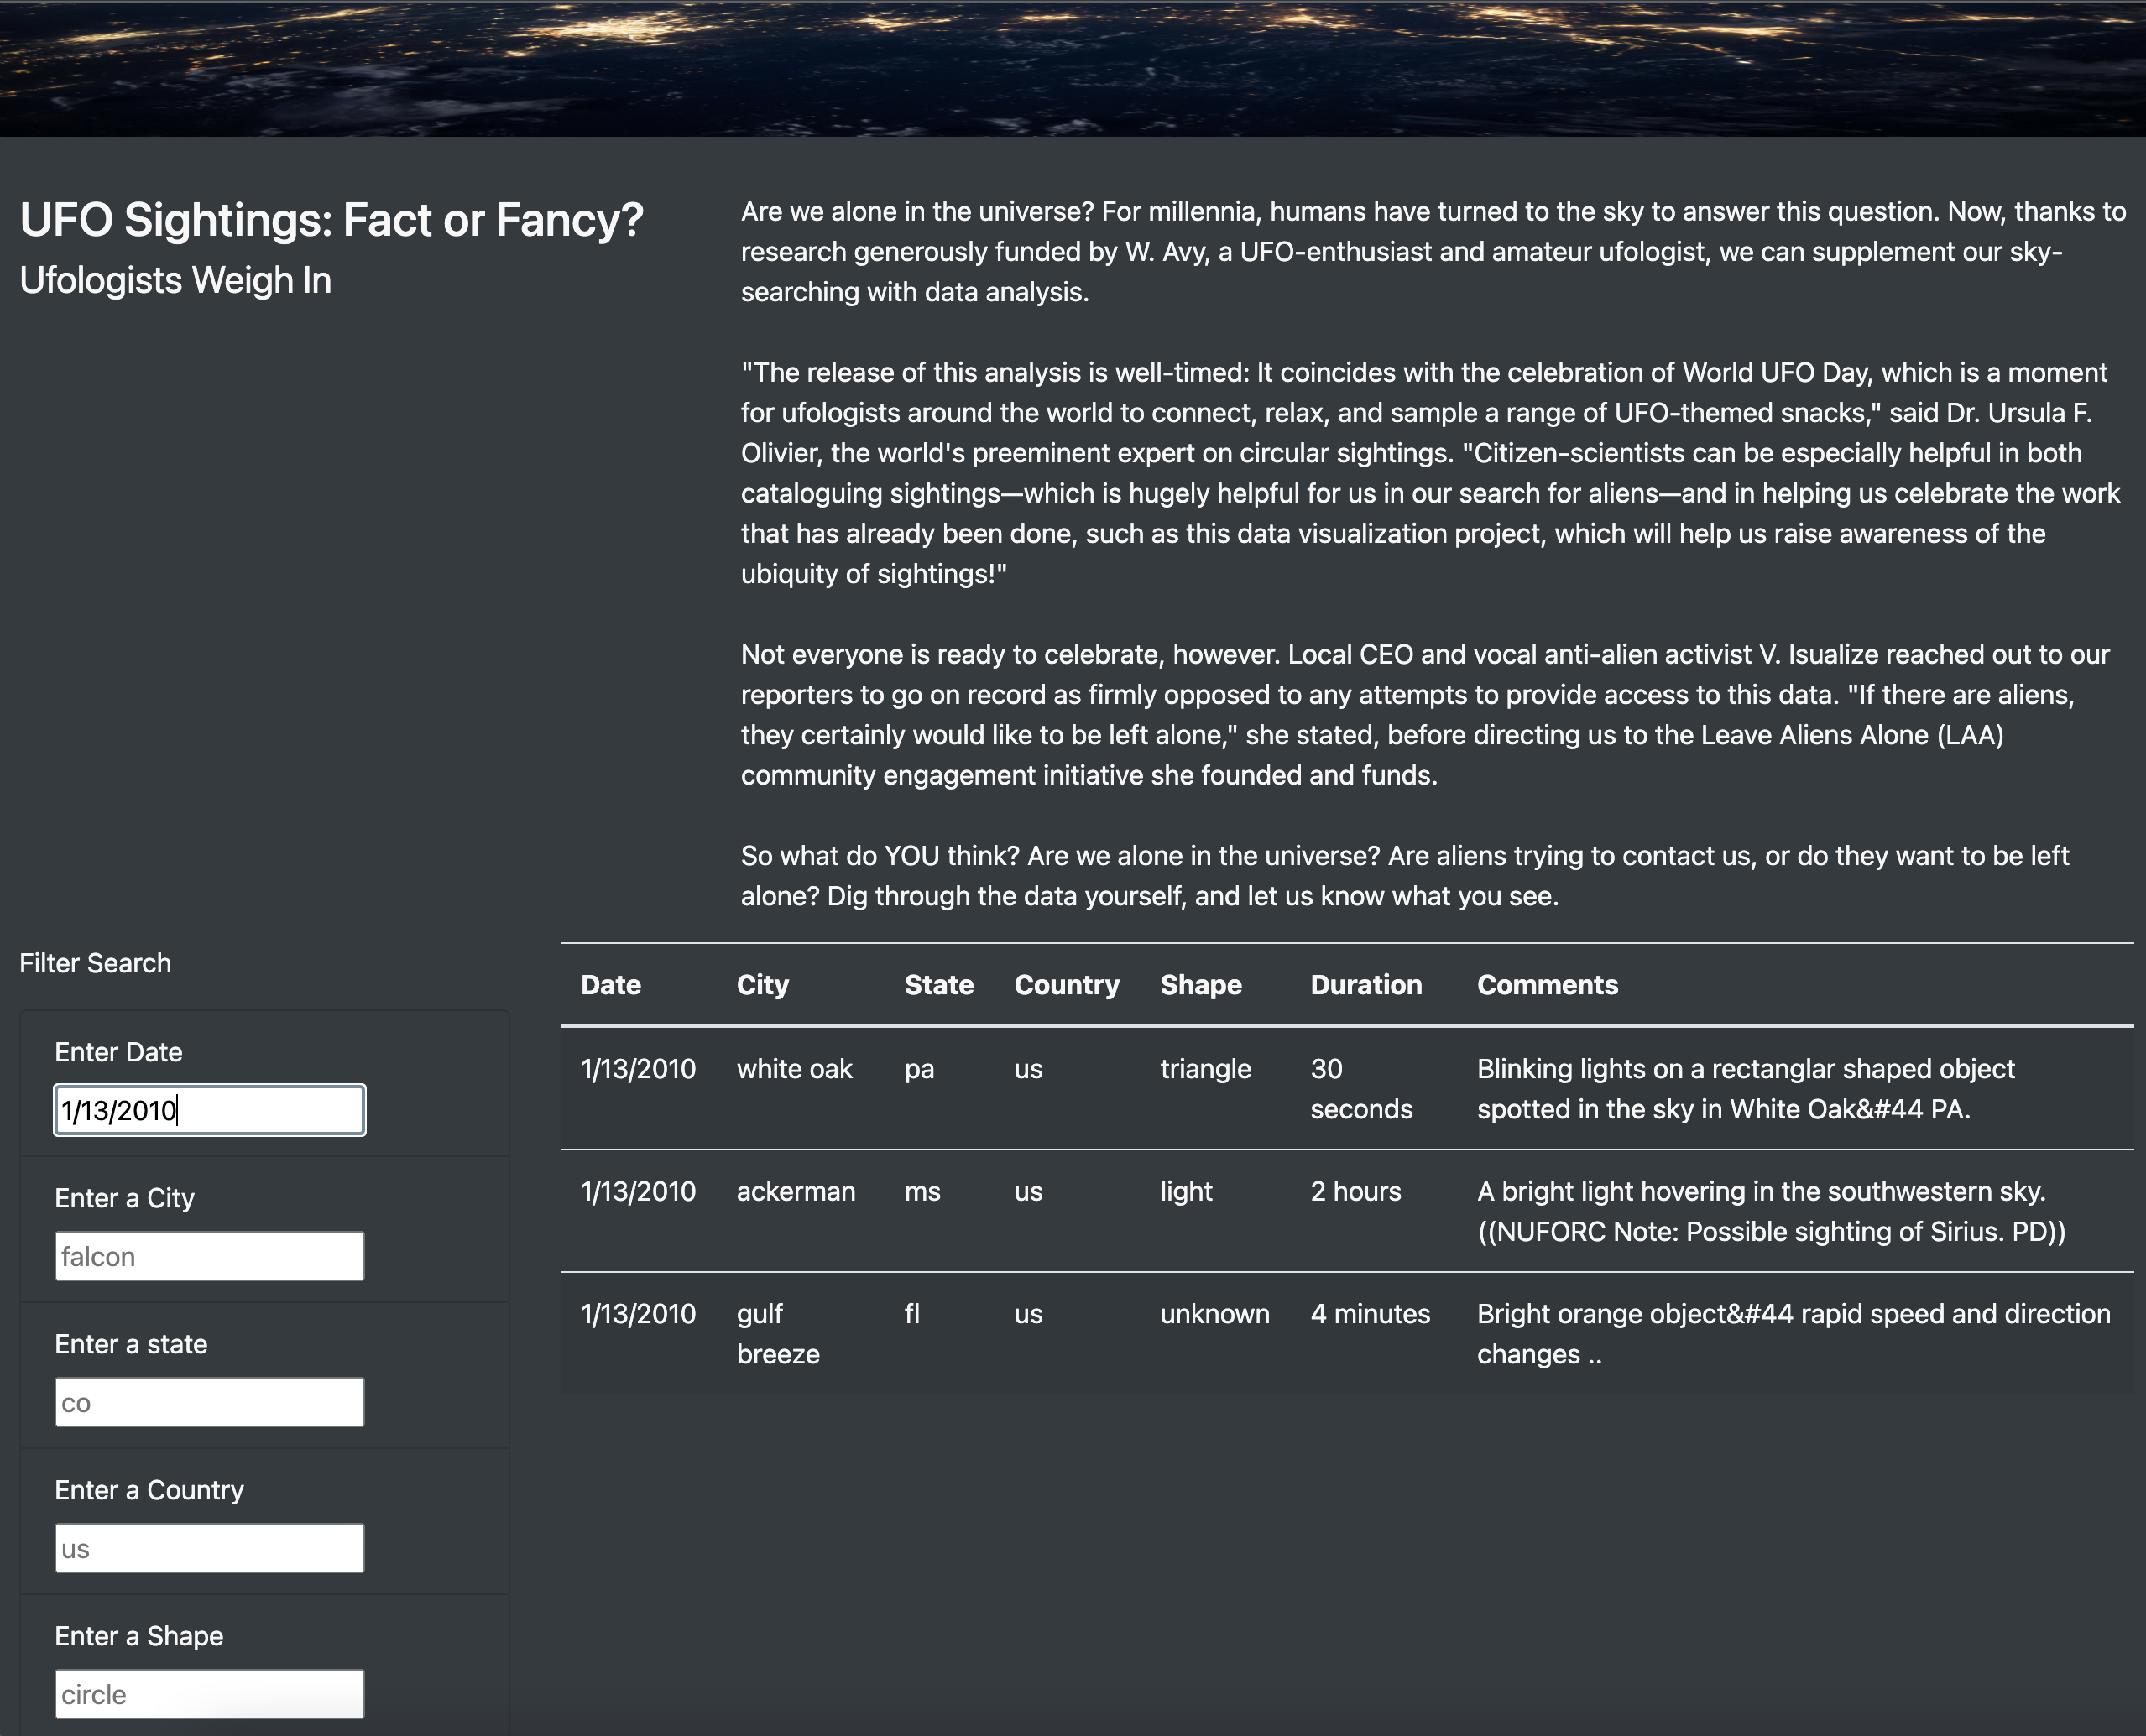 UFO Sightings: Fact or Fancy?
Ufologists Weigh In
Are we alone in the universe? For millennia, humans have turned to the sky to answer this question. Now, thanks to
research generously funded by W. Avy, a UFO-enthusiast and amateur ufologist, we can supplement our sky-
searching with data analysis.
"The release of this analysis is well-timed: It coincides with the celebration of World UFO Day, which is a moment
for ufologists around the world to connect, relax, and sample a range of UFO-themed snacks," said Dr. Ursula F.
Olivier, the world's preeminent expert on circular sightings. "Citizen-scientists can be especially helpful in both
cataloguing sightings—which is hugely helpful for us in our search for aliens—and in helping us celebrate the work
that has already been done, such as this data visualization project, which will help us raise awareness of the
ubiquity of sightings!"
Not everyone is ready to celebrate, however. Local CEO and vocal anti-alien activist V. Isualize reached out to our
reporters to go on record as firmly opposed to any attempts to provide access to this data. "If there are aliens,
they certainly would like to be left alone," she stated, before directing us to the Leave Aliens Alone (LAA)
community engagement initiative she founded and funds.
So what do YOU think? Are we alone in the universe? Are aliens trying to contact us, or do they want to be left
alone? Dig through the data yourself, and let us know what you see.
Filter Search
Enter Date
1/13/2010
Enter a City
falcon
Enter a state
co
Enter a Country
us
Enter a Shape
circle
Date City State Country Shape Duration Comments
1/13/2010 white oak pa us triangle 30 Blinking lights on a rectanglar shaped object
seconds spotted in the sky in White Oak&#44 PA.
1/13/2010 ackerman ms us light 2 hours A bright light hovering in the southwestern sky.
((NUFORC Note: Possible sighting of Sirius. PD))
1/13/2010 gulf fl us unknown 4 minutes Bright orange object&#44 rapid speed and direction
breeze changes ..